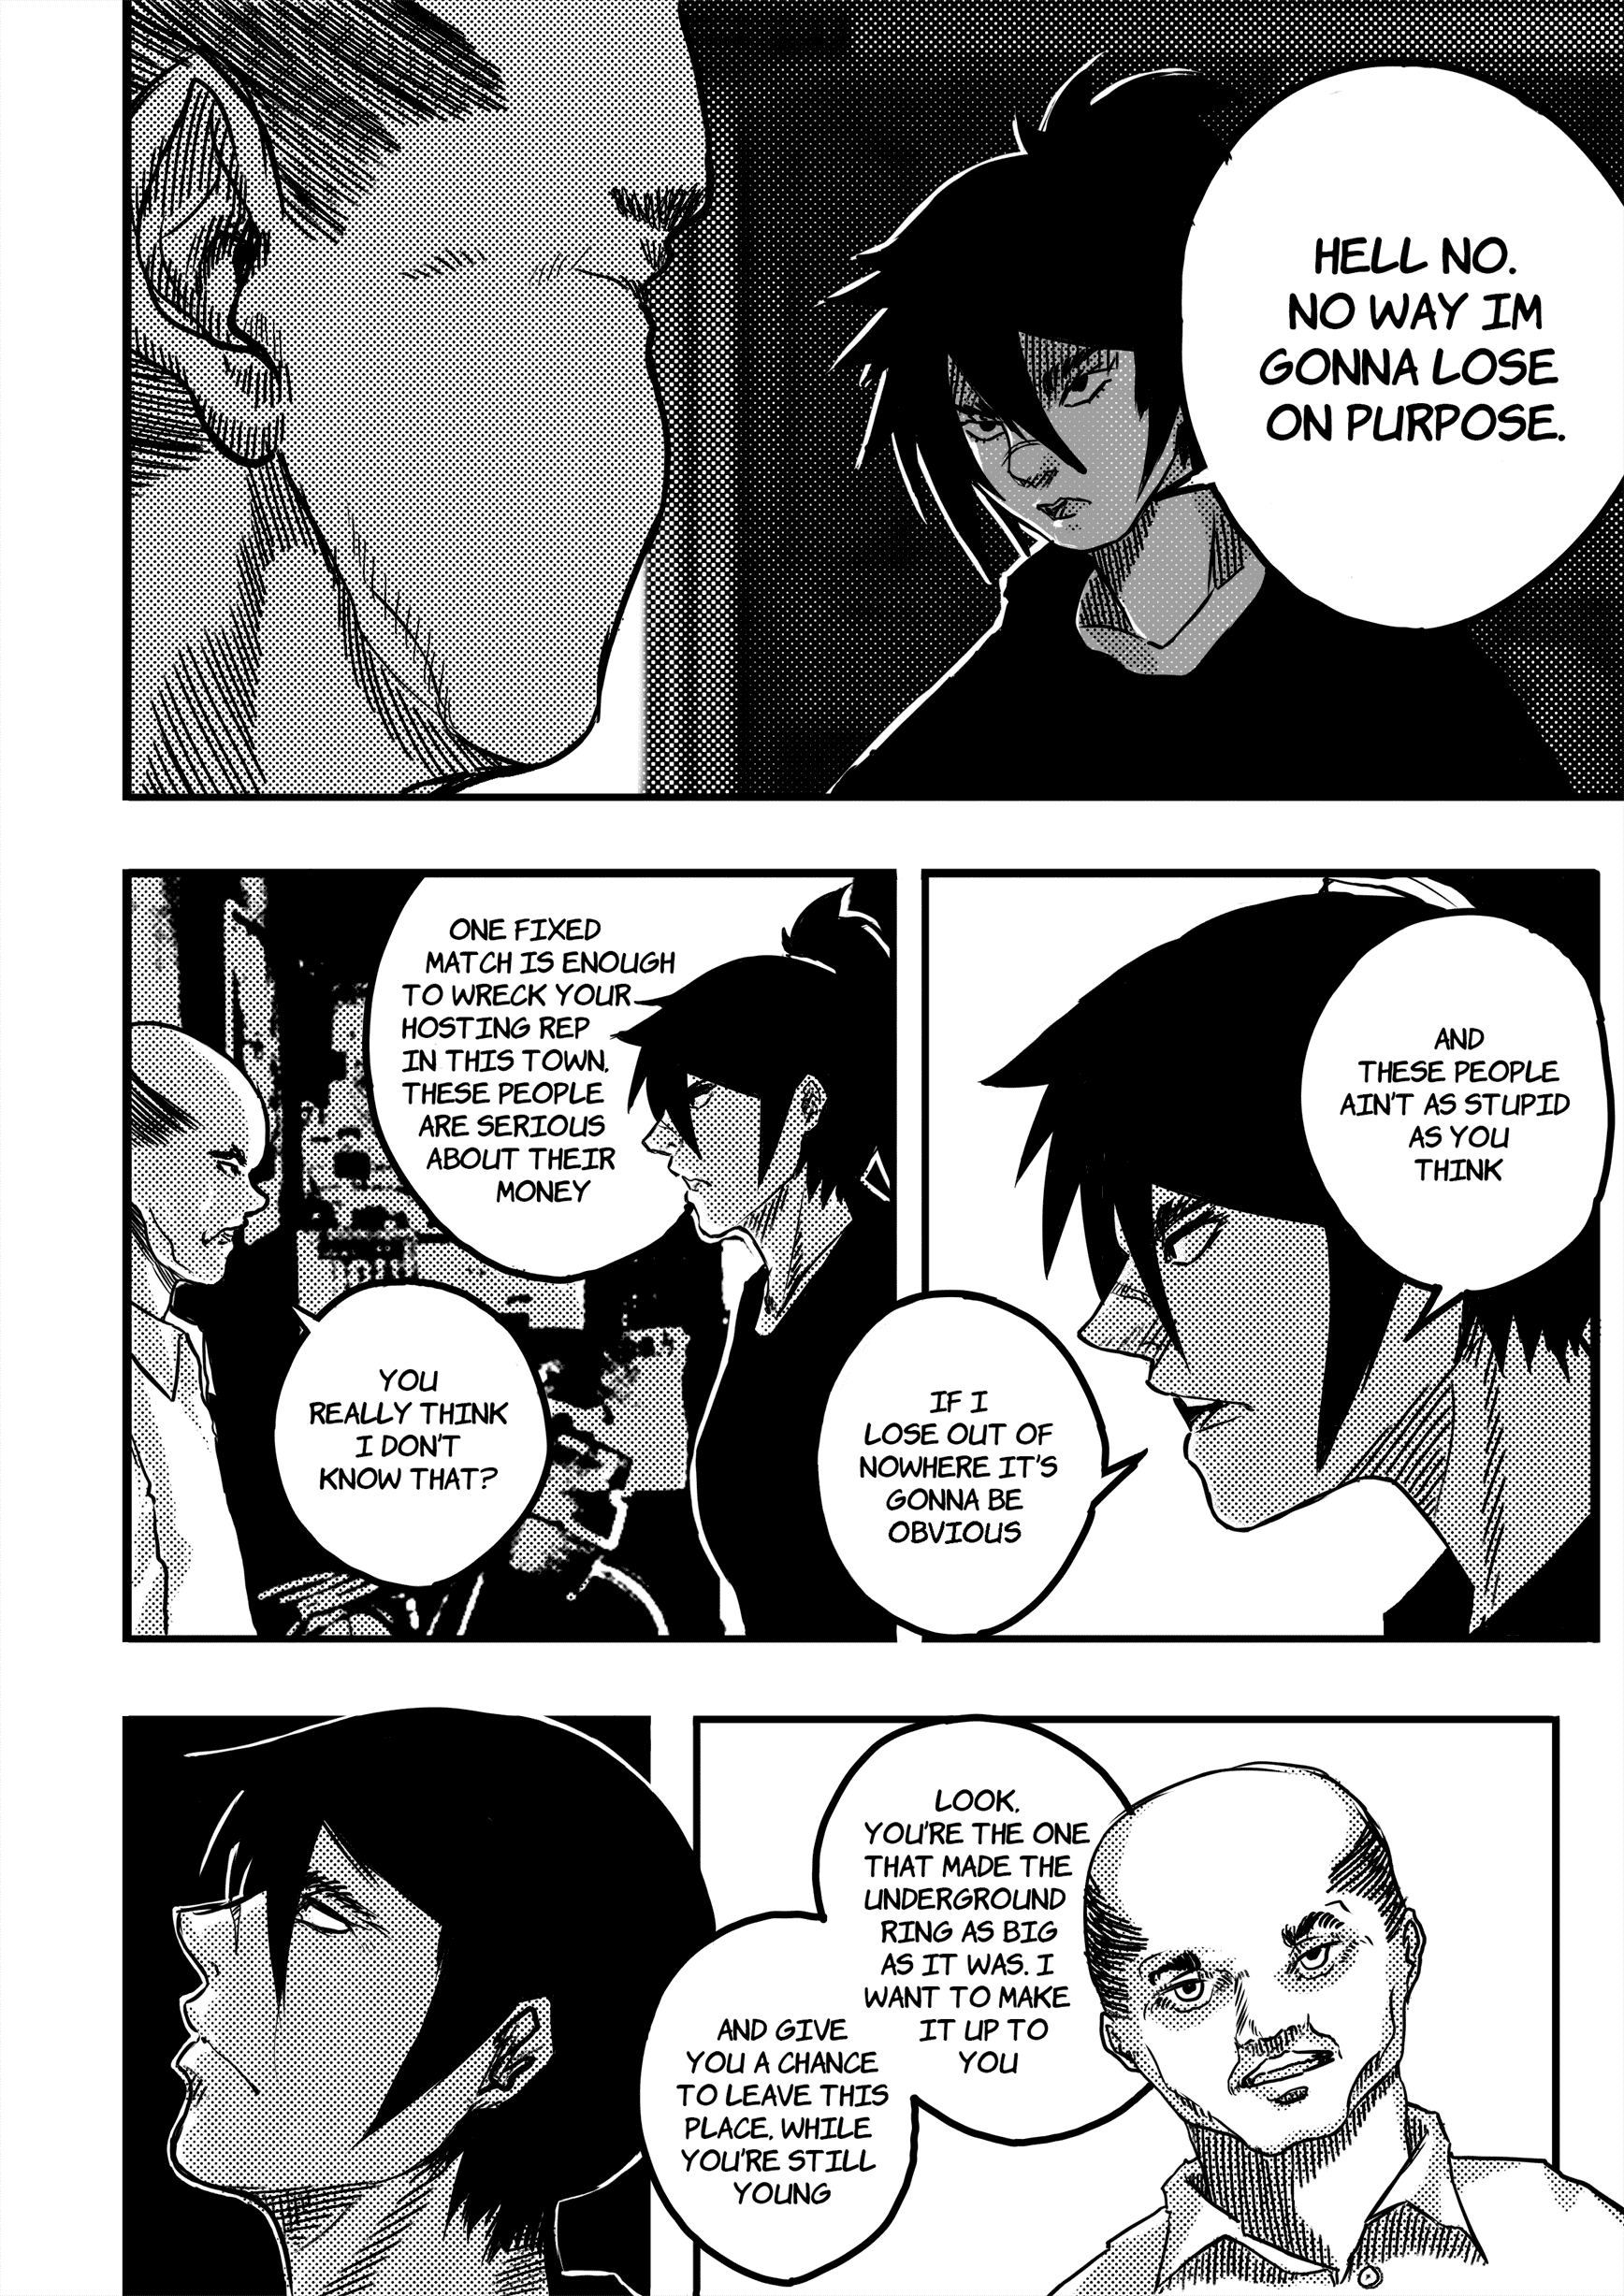 HELL NO.
NO WAY IM
GONNA LOSE
ON PURPOSE.
AND
THESE PEOPLE
AIN'T AS STUPID
AS YOU
THINK
IF I
LOSE OUT OF
NOWHERE IT'S
GONNA BE
OBVIOUS
ONE FIXED
MATCH IS ENOUGH
TO WRECK YOUR
HOSTING REP
IN THIS TOWN.
THESE PEOPLE
ARE SERIOUS
ABOUT THEIR
MONEY
YOU
REALLY THINK
I DON'T
KNOW THAT?
LOOK,
YOU'RE THE ONE
THAT MADE THE
UNDERGROUND
RING AS BIG
AS IT WAS. I
WANT TO MAKE
IT UP TO
YOU
AND GIVE
YOU A CHANCE
TO LEAVE THIS
PLACE, WHILE
YOU'RE STILL
YOUNG